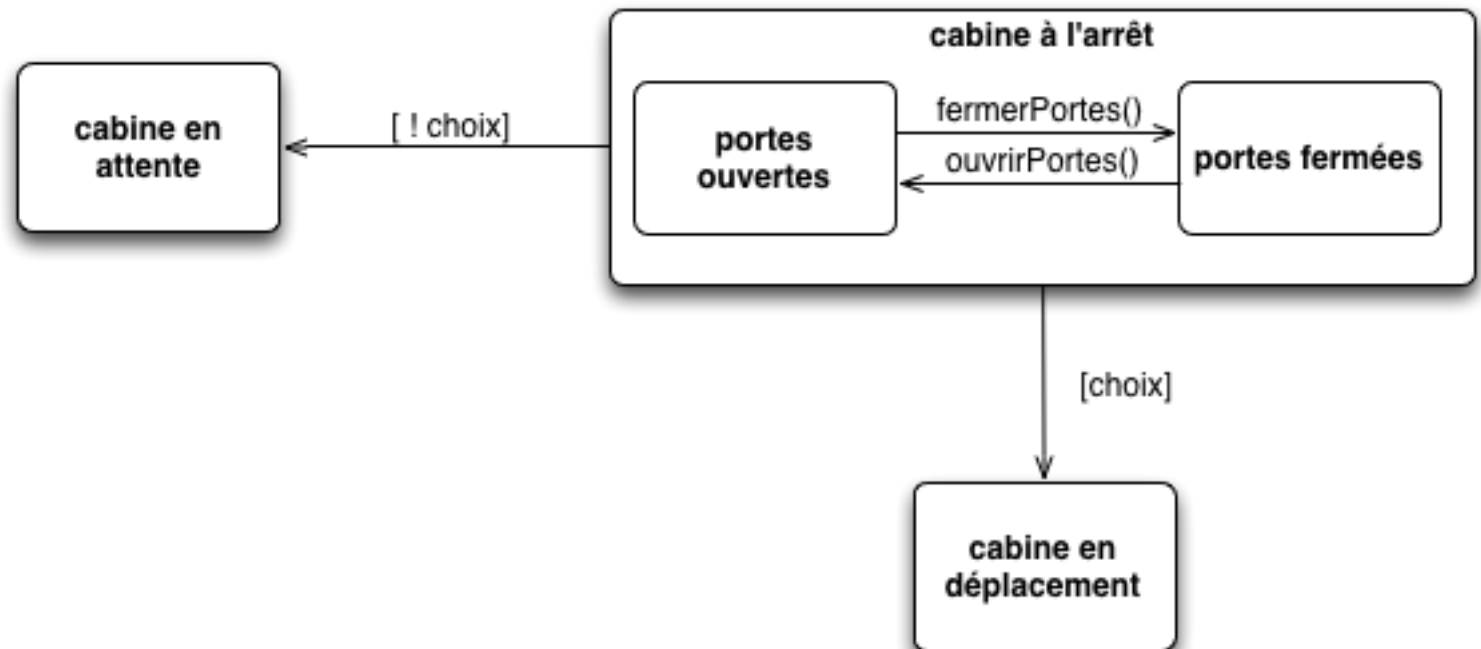 cabine à l'arrêt
cabine en
attente
[ ! choix]
portes
ouvertes
fermerPortes()
ouvrirPortes()
portes fermées
[choix]
cabine en
déplacement